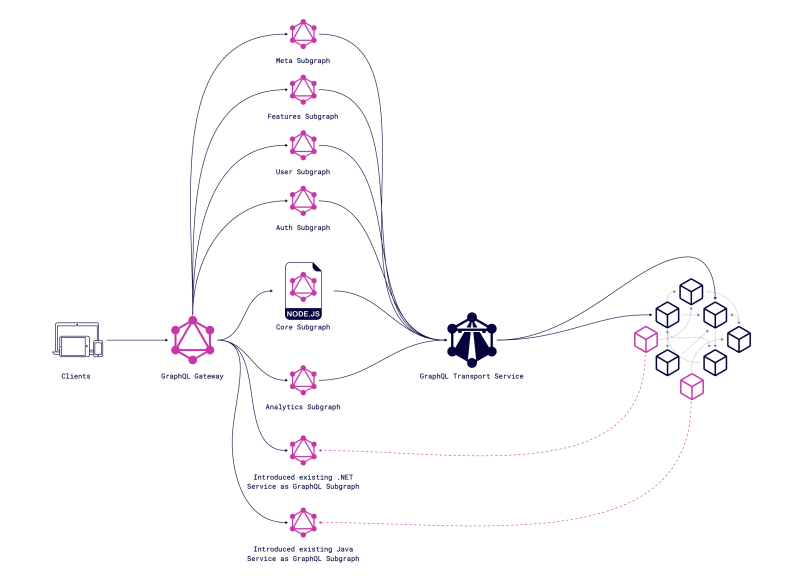 Meta Subgraph
Features Subgraph
User Subgraph
Auth Subgraph
NODE.JS
Core Subgraph
Clients
GraphQL Gateway
GraphQL Transport Service
Analytics Subgraph
Introduced existing .NET
Service as GraphQL Subgraph
Introduced existing Java
Service as GraphQL Subgraph